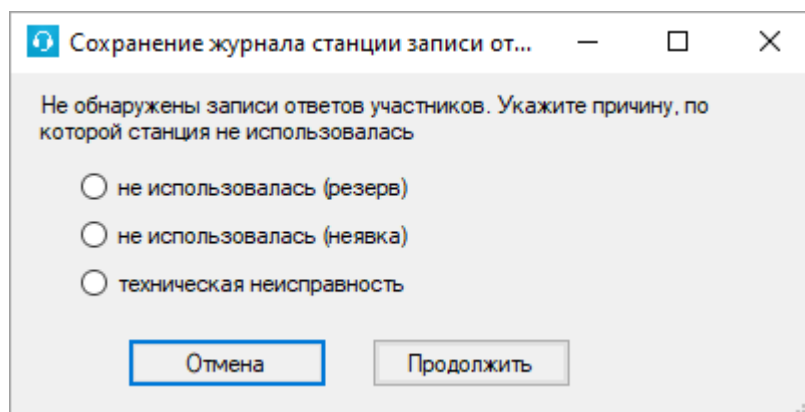 Сохранение журнала станции записи от...
Не обнаружены записи ответов участников. Укажите причину, по
которой станция не использовалась
не использовалась (резерв)
не использовалась (неявка)
техническая неисправность
Отмена Продолжить